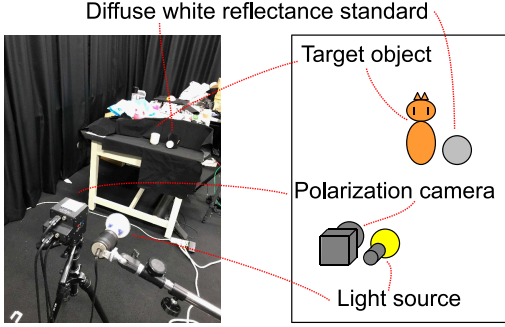 Diffuse white reflectance standard
Target object
Polarization camera
Light source